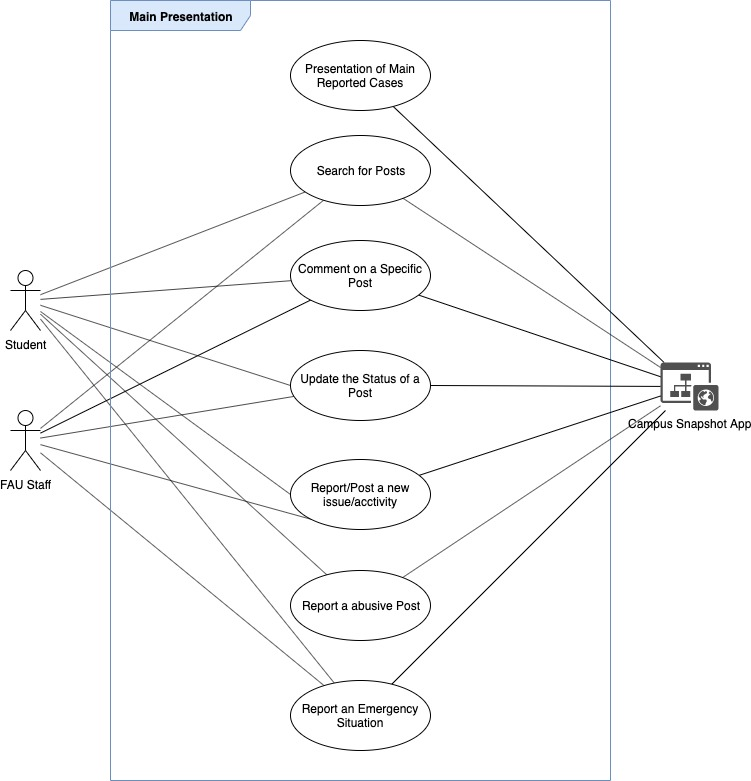 Main Presentation
Presentation of Main
Reported Cases
Search for Posts
Comment on a Specific
Post
Student
Update the Status of a
Post
Campus Snapshot App
FAU Staff
Report/Post a new
issue/acctivity
Report a abusive Post
Report an Emergency
Situation